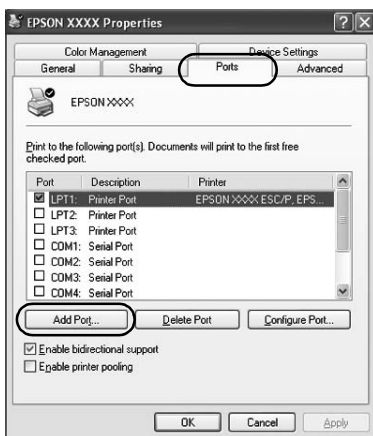 EPSON XXXX Properties
Color Management
Device Settings
General
Sharing
Ports
Advanced
EPSON XXXX
Print to the following port(s). Documents will print to the first free
checked port.
Port Description Printer
LPT1: Printer Port EPSON XXXX ESC/P, EPS...
LPT2: Printer Port
LPT3: Printer Port
COM1: Serial Port
COM2: Serial Port
COM3: Serial Port
COM4: Serial Port
Add Port... Delete Port Configure Port...
Enable bidirectional support
Enable printer pooling
OK Cancel Apply